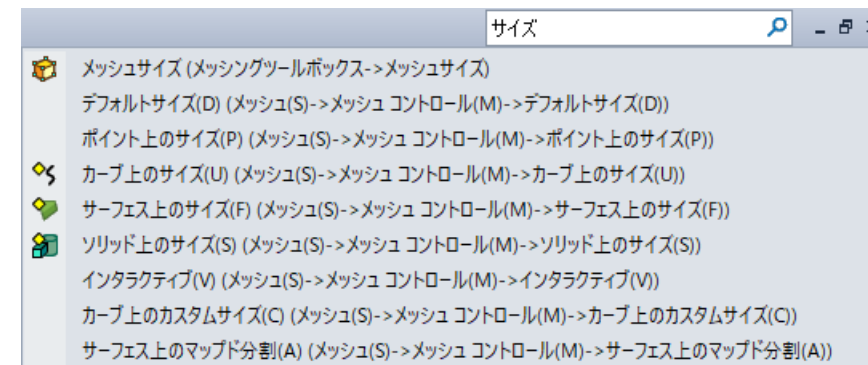 サイズ
メッシュサイズ (メッシングツールボックス->メッシュサイズ)
デフォルトサイズ(D) (メッシュ(S)->メッシュ コントロール(M)->デフォルトサイズ(D))
ポイント上のサイズ(P) (メッシュ(S)->メッシュ コントロール(M)->ポイント上のサイズ(P))
カーブ上のサイズ(U) (メッシュ(S)->メッシュ コントロール(M)->カーブ上のサイズ(U))
サーフェス上のサイズ(F) (メッシュ(S)->メッシュ コントロール(M)->サーフェス上のサイズ(F))
ソリッド上のサイズ(S) (メッシュ(S)->メッシュ コントロール(M)->ソリッド上のサイズ(S))
インタラクティブ(V) (メッシュ(S)->メッシュ コントロール(M)->インタラクティブ(V))
カーブ上のカスタムサイズ(C) (メッシュ(S)->メッシュ コントロール(M)->カーブ上のカスタムサイズ(C))
サーフェス上のマップド分割(A) (メッシュ(S)->メッシュ コントロール(M)->サーフェス上のマップド分割(A))